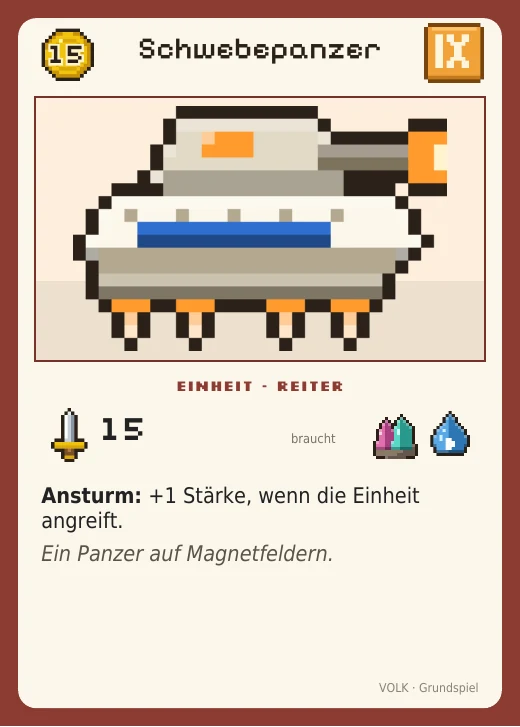 15
Schwebepanzer
IX
EINHEIT - REITER
15
braucht
Ansturm: +1 Stärke, wenn die Einheit
angreift.
Ein Panzer auf Magnetfeldern.
VOLK · Grundspiel